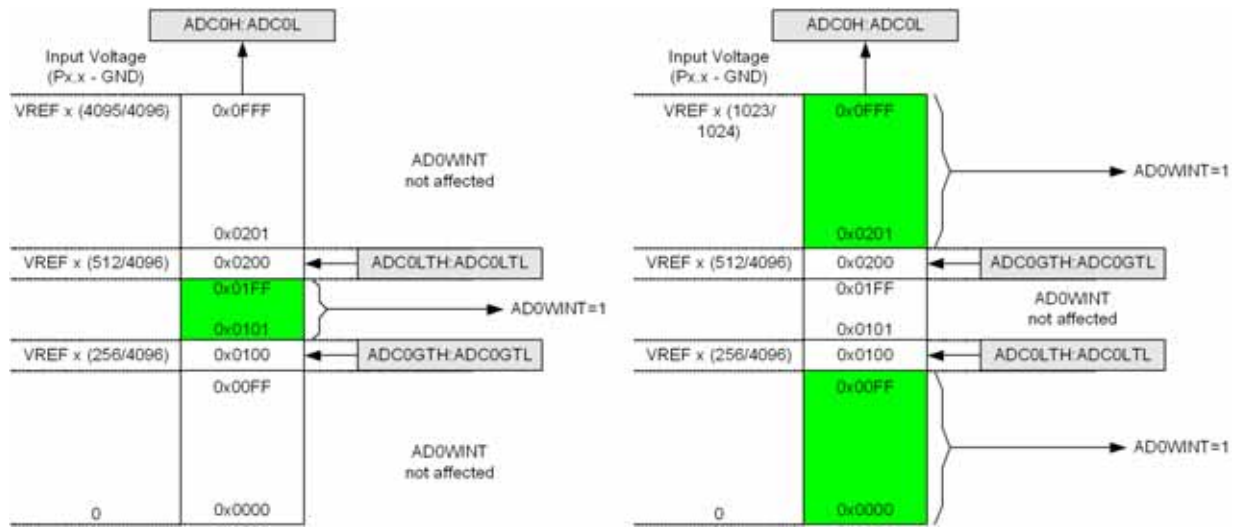 ADC0H:ADC0L
Input Voltage
(Px.x - GND)
VREF x (4095/4096)
0x0FFF
AD0WINT
not affected
0x0201
VREF x (512/4096)
0x0200
ADC0LTH:ADC0LTL
0x01FF
AD0WINT=1
0x0101
VREF x (256/4096)
0x0100
ADC0GTH:ADC0GTL
0x00FF
AD0WINT
not affected
0
0x0000
ADC0H:ADC0L
Input Voltage
(Px.x - GND)
VREF x (1023/
1024)
0x0FFF
AD0WINT=1
0x0201
VREF x (512/4096)
0x0200
ADC0GTH:ADC0GTL
0x01FF
AD0WINT
not affected
0x0101
VREF x (256/4096)
0x0100
ADC0LTH:ADC0LTL
0x00FF
AD0WINT=1
0
0x0000